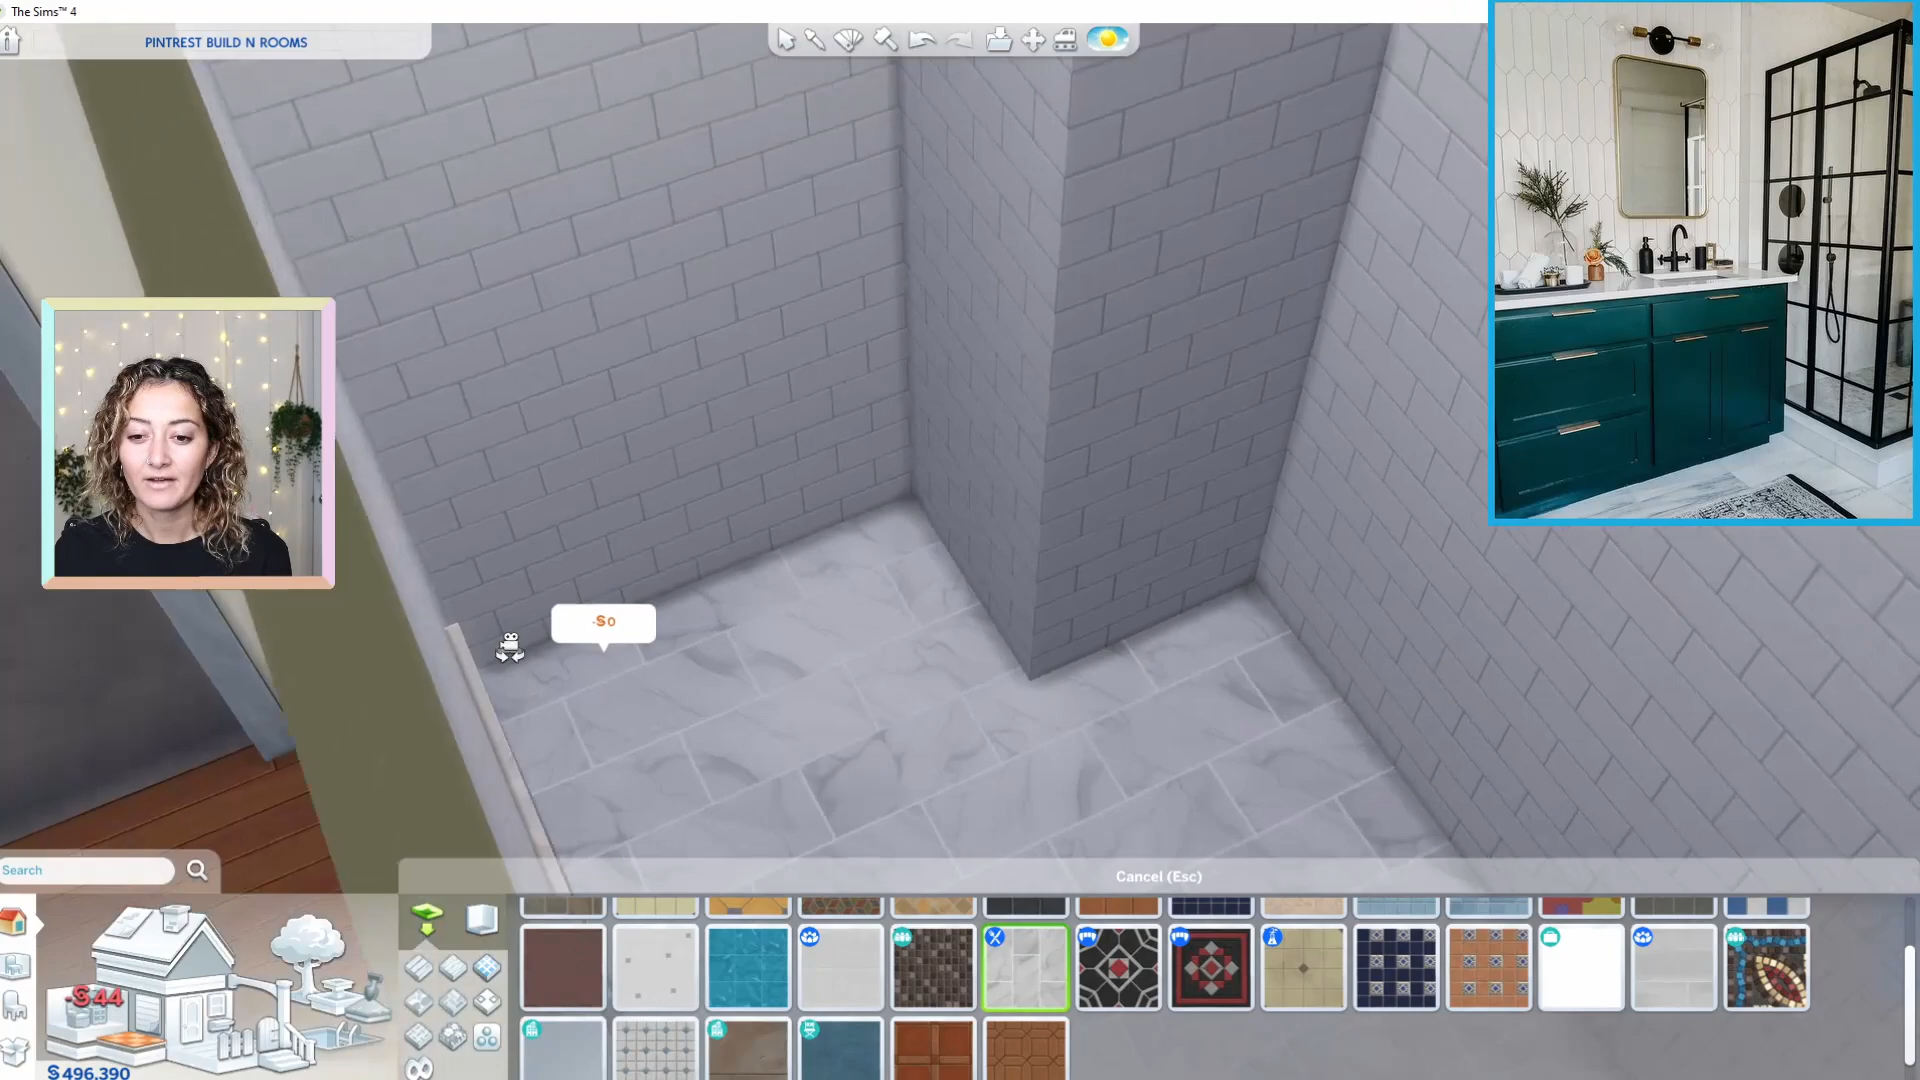 The Sims™ 4
PINTREST BUILD N ROOMS
-§0
Search
Cancel (Esc)
-§44
§496,390